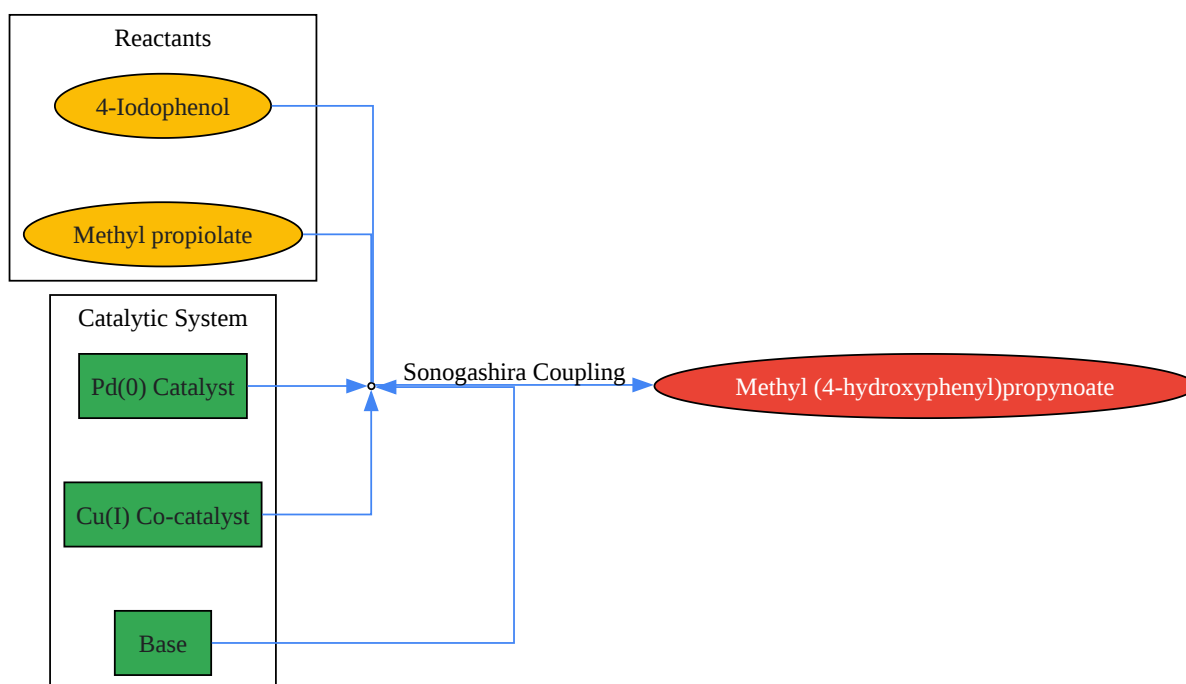 Reactants
4-Iodophenol
Methyl propiolate
Catalytic System
Pd(0) Catalyst
Sonogashira Coupling
Methyl (4-hydroxyphenyl)propynoate
Cu(I) Co-catalyst
Base